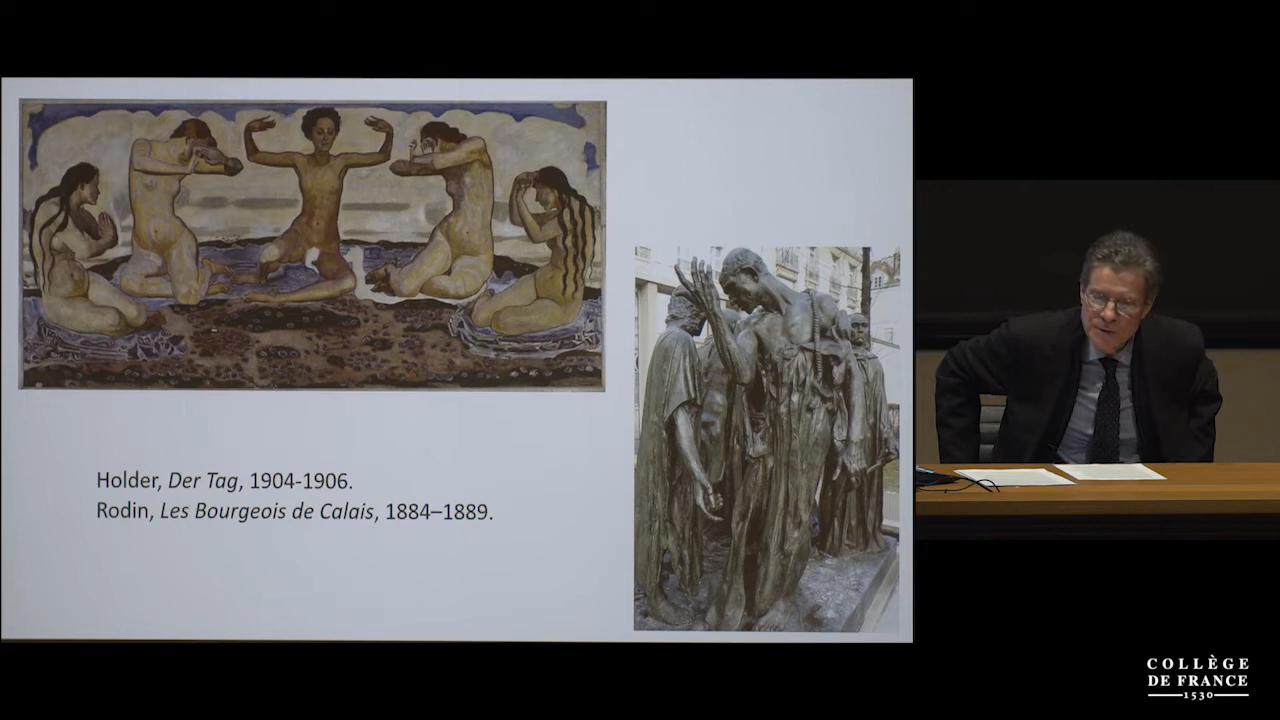 Holder, Der Tag, 1904-1906.
Rodin, Les Bourgeois de Calais, 1884–1889.
COLLÈGE
DE FRANCE
1530